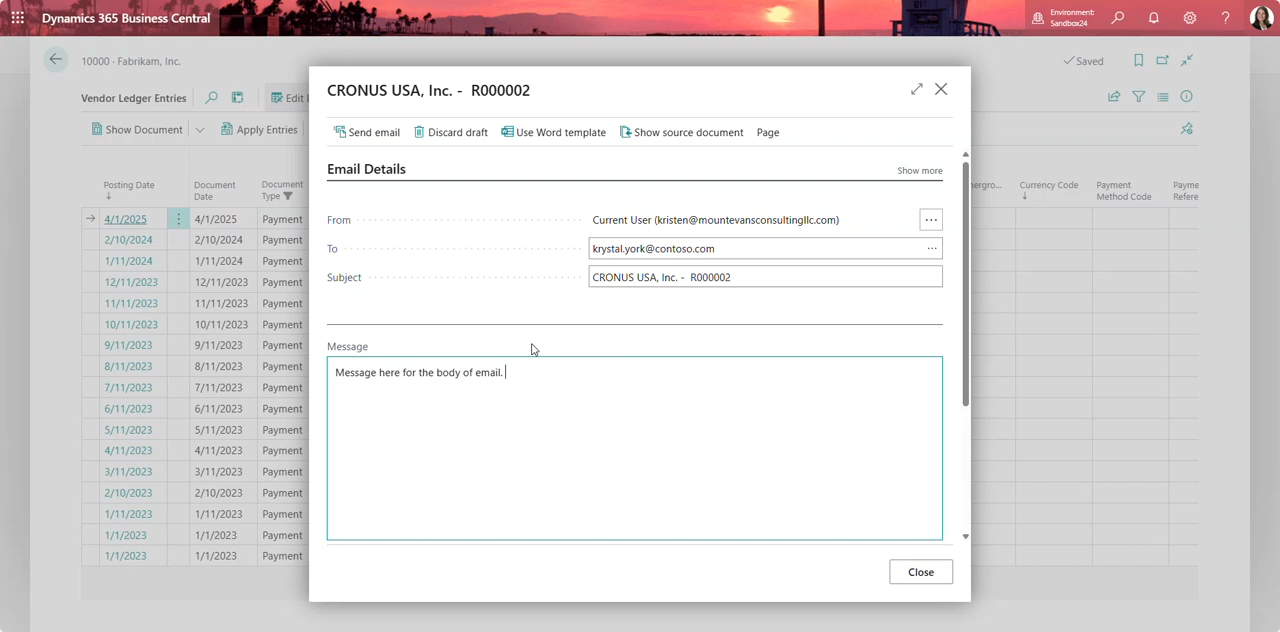 Dynamics 365 Business Central
Environment:
Sandbox24
?
10000 - Fabrikam, Inc.
Saved
Vendor Ledger Entries
Edit
Show Document
Apply Entries
Posting Date
Document
Date
Document
Type
Currency Code
Payment
Method Code
4/1/2025 4/1/2025 Payment
2/10/2024 2/10/2024 Payment
1/11/2024 1/11/2024 Payment
12/11/2023 12/11/2023 Payment
11/11/2023 11/11/2023 Payment
10/11/2023 10/11/2023 Payment
9/11/2023 9/11/2023 Payment
8/11/2023 8/11/2023 Payment
7/11/2023 7/11/2023 Payment
6/11/2023 6/11/2023 Payment
5/11/2023 5/11/2023 Payment
4/11/2023 4/11/2023 Payment
3/11/2023 3/11/2023 Payment
2/10/2023 2/10/2023 Payment
1/11/2023 1/11/2023 Payment
1/1/2023 1/1/2023 Payment
1/1/2023 1/1/2023 Payment
CRONUS USA, Inc. - R000002
Send email
Discard draft
Use Word template
Show source document
Page
Email Details
Show more
From
Current User (kristen@mountevansconsultingllc.com)
To
krystal.york@contoso.com
Subject
CRONUS USA, Inc. - R000002
Message
Message here for the body of email.
Close